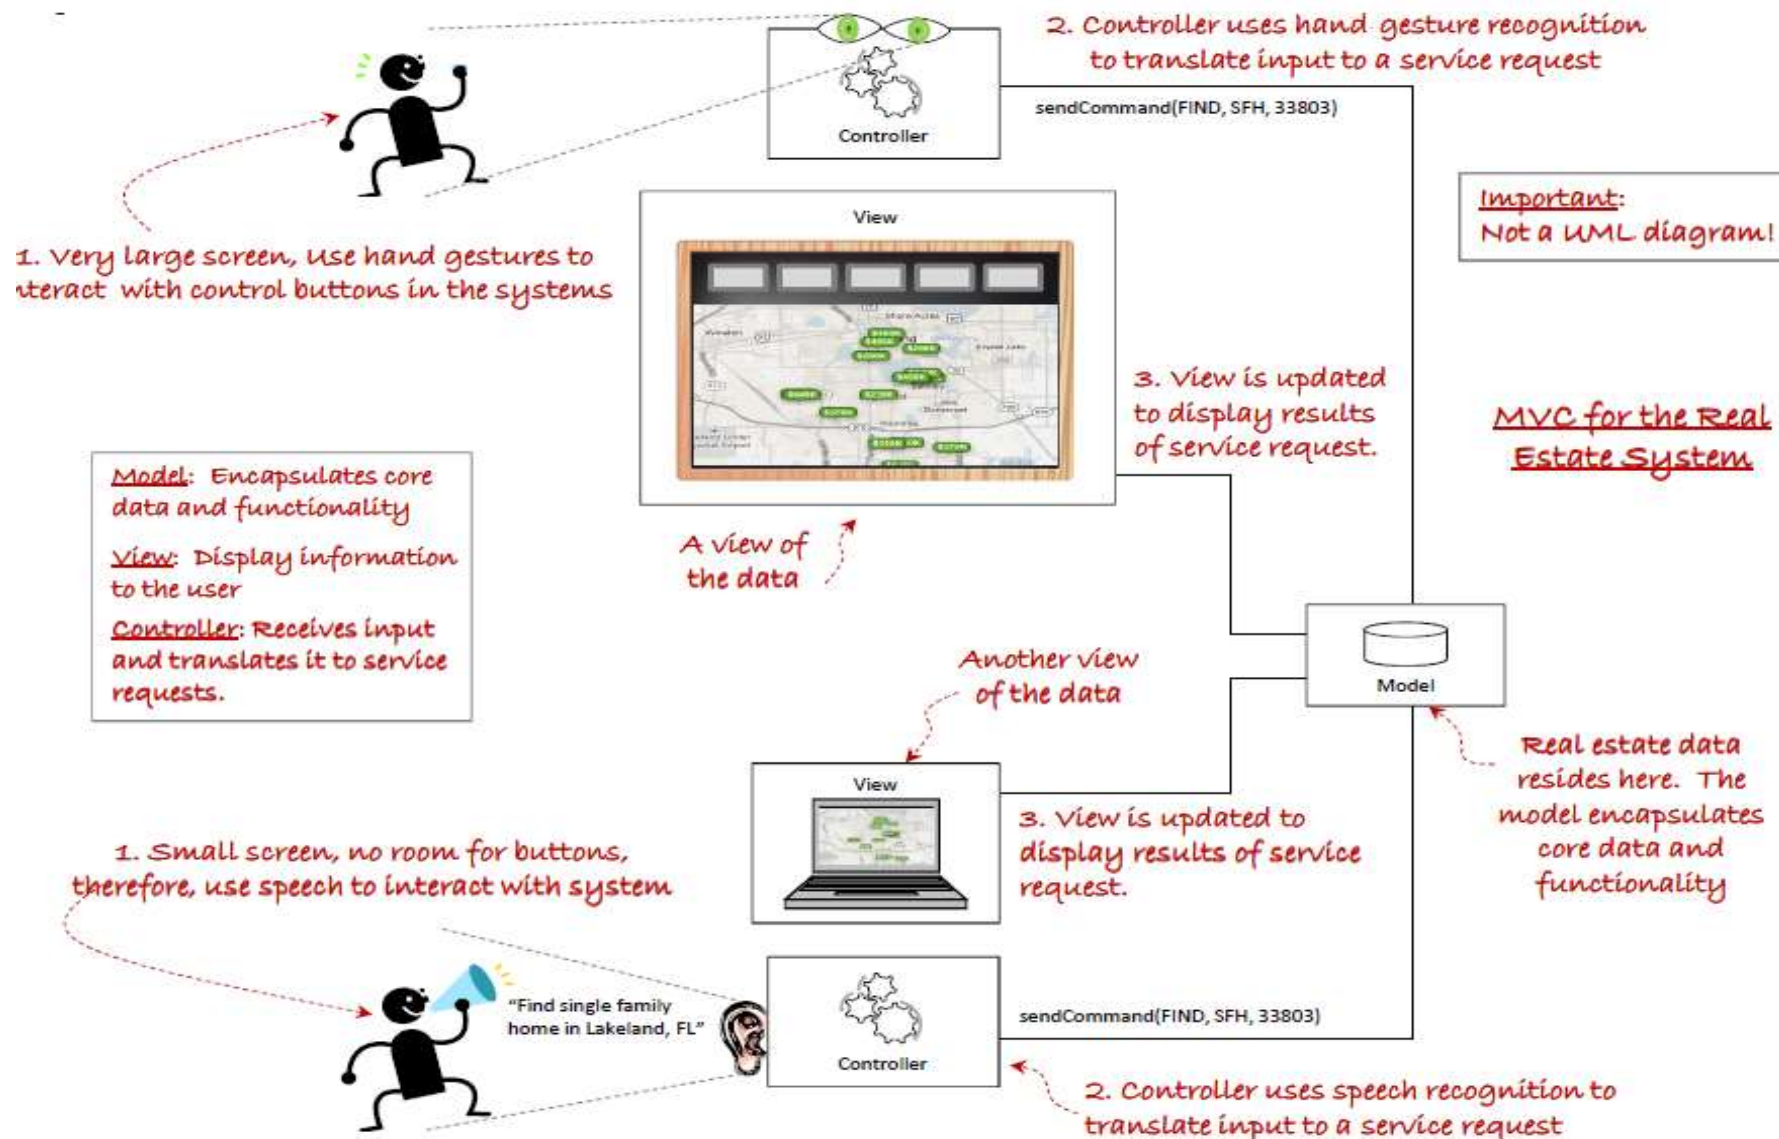 2. Controller uses hand gesture recognition
to translate input to a service request
sendCommand(FIND, SFH, 33803)
Controller
Important:
Not a UML diagram!
View
1. Very large screen, Use hand gestures to
nteract with control buttons in the systems
3. View is updated
to display results
of service request.
MVC for the Real
Estate System
Model: Encapsulates core
data and functionality
View: Display information
to the user
Controller: Receives input
and translates it to service
requests.
A view of
the data
Another view
of the data
Model
Real estate data
resides here. The
model encapsulates
core data and
functionality
View
3. View is updated to
display results of service
request.
1. Small screen, no room for buttons,
therefore, use speech to interact with system
"Find single family
home in Lakeland, FL"
sendCommand(FIND, SFH, 33803)
Controller
2. Controller uses speech recognition to
translate input to a service request